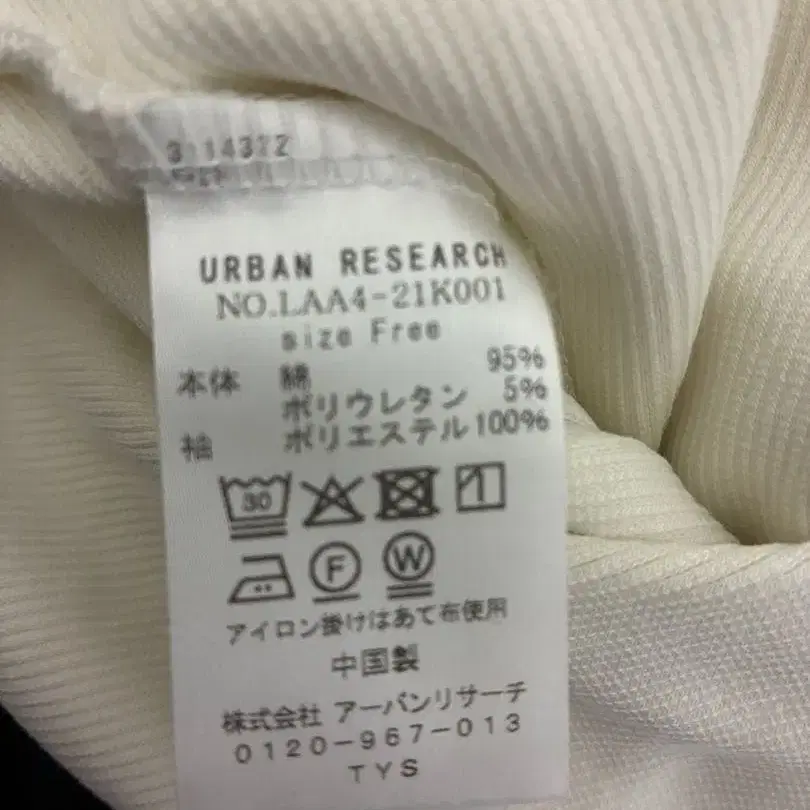 URBAN RESEARCH
NO.LAA4-21K001
size Free
本体 綿 95%
ポリウレタン 5%
袖 ポリエステル 100%
30
F W
アイロン掛けはあて布使用
中国製
株式会社 アーバンリサーチ
0120-967-013
TYS